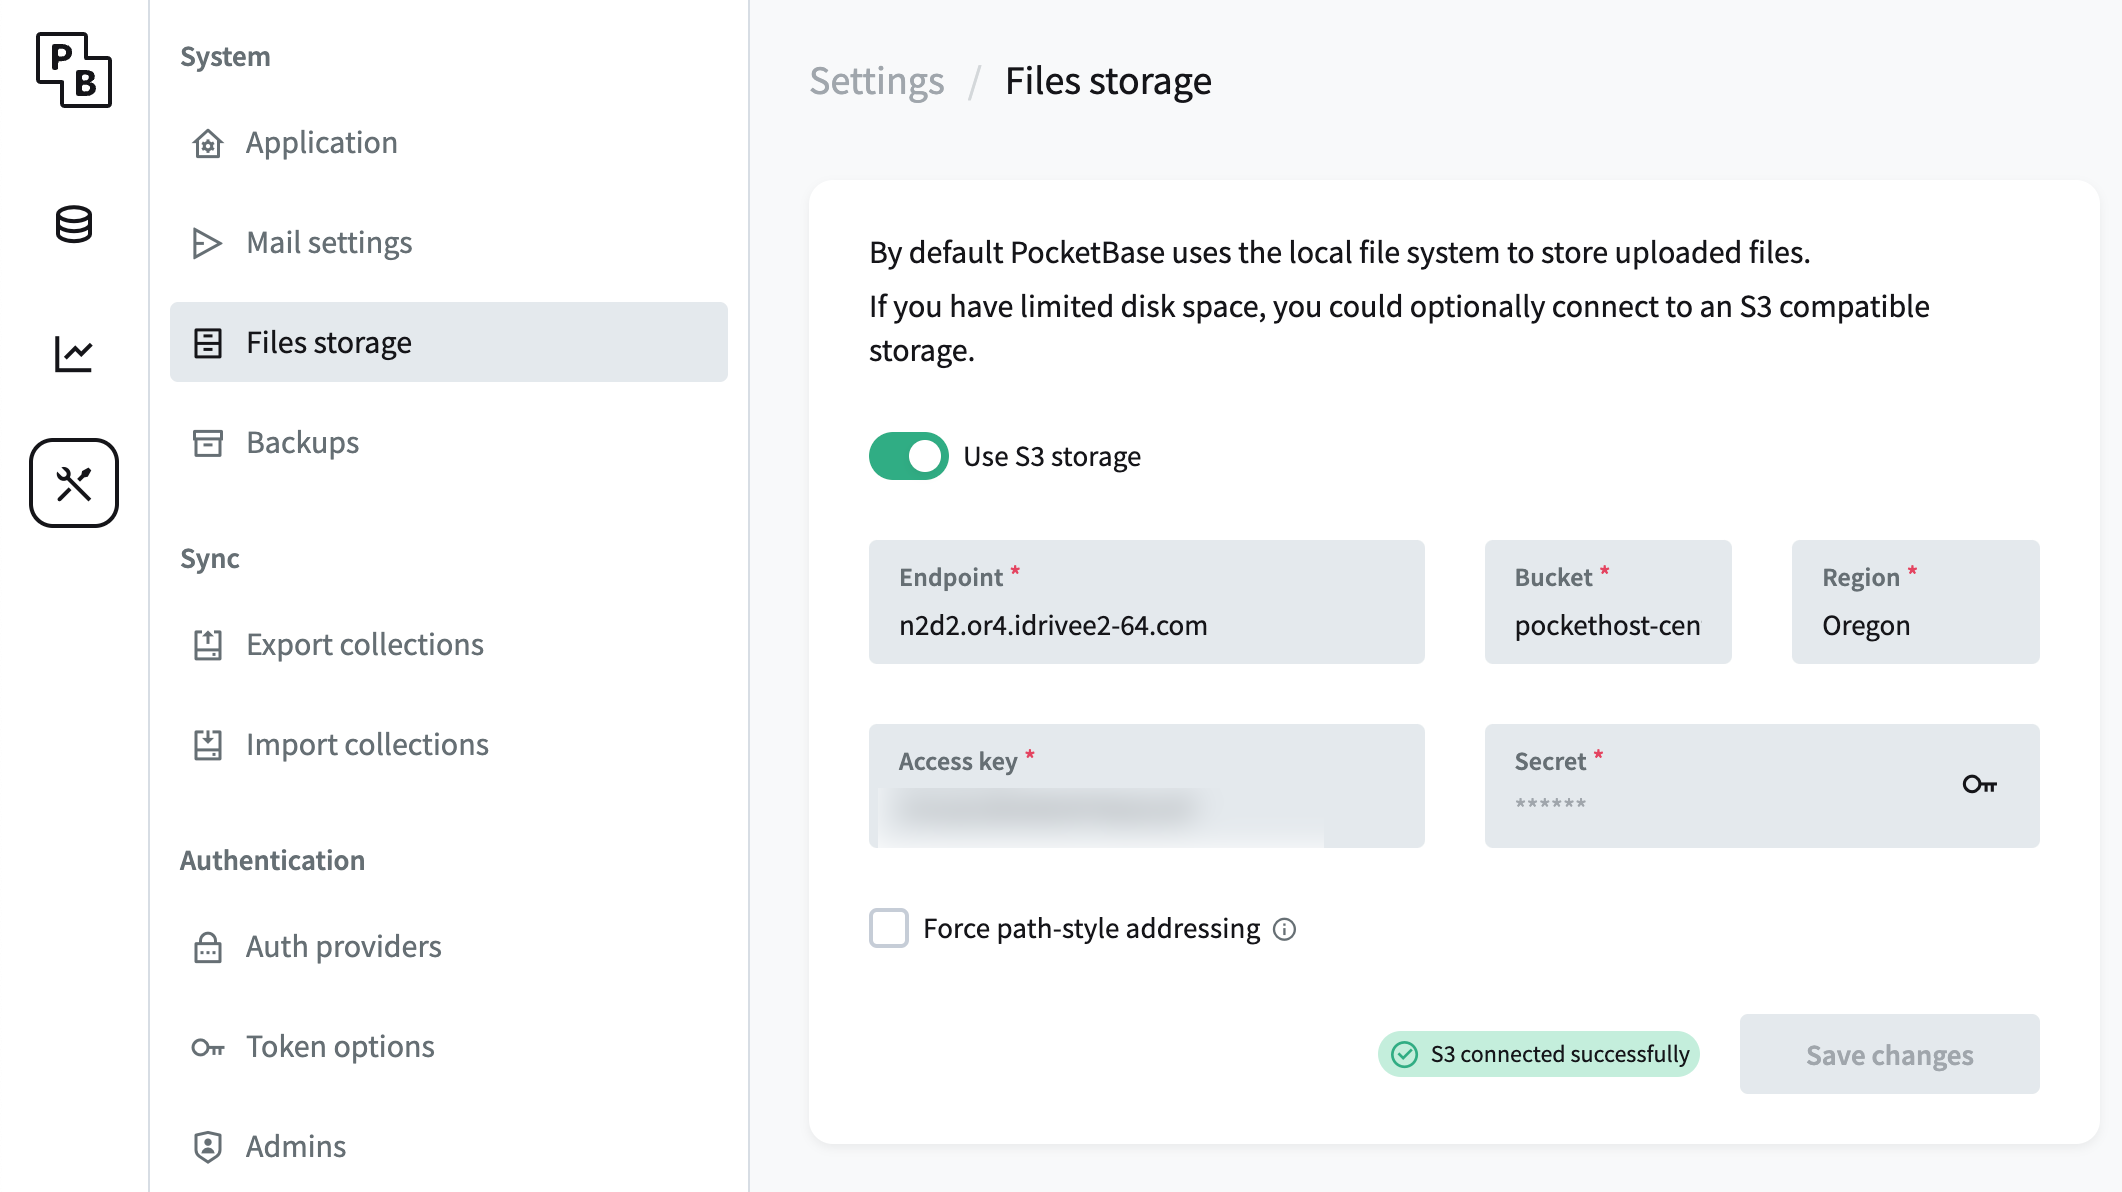 P
B
System
Application
Mail settings
Files storage
Backups
Sync
Export collections
Import collections
Authentication
Auth providers
Token options
Admins
Settings / Files storage
By default PocketBase uses the local file system to store uploaded files.
If you have limited disk space, you could optionally connect to an S3 compatible
storage.
Use S3 storage
Endpoint *
n2d2.or4.idrivee2-64.com
Bucket *
pockethost-cen
Region *
Oregon
Access key *
Secret *
******
Force path-style addressing
S3 connected successfully
Save changes